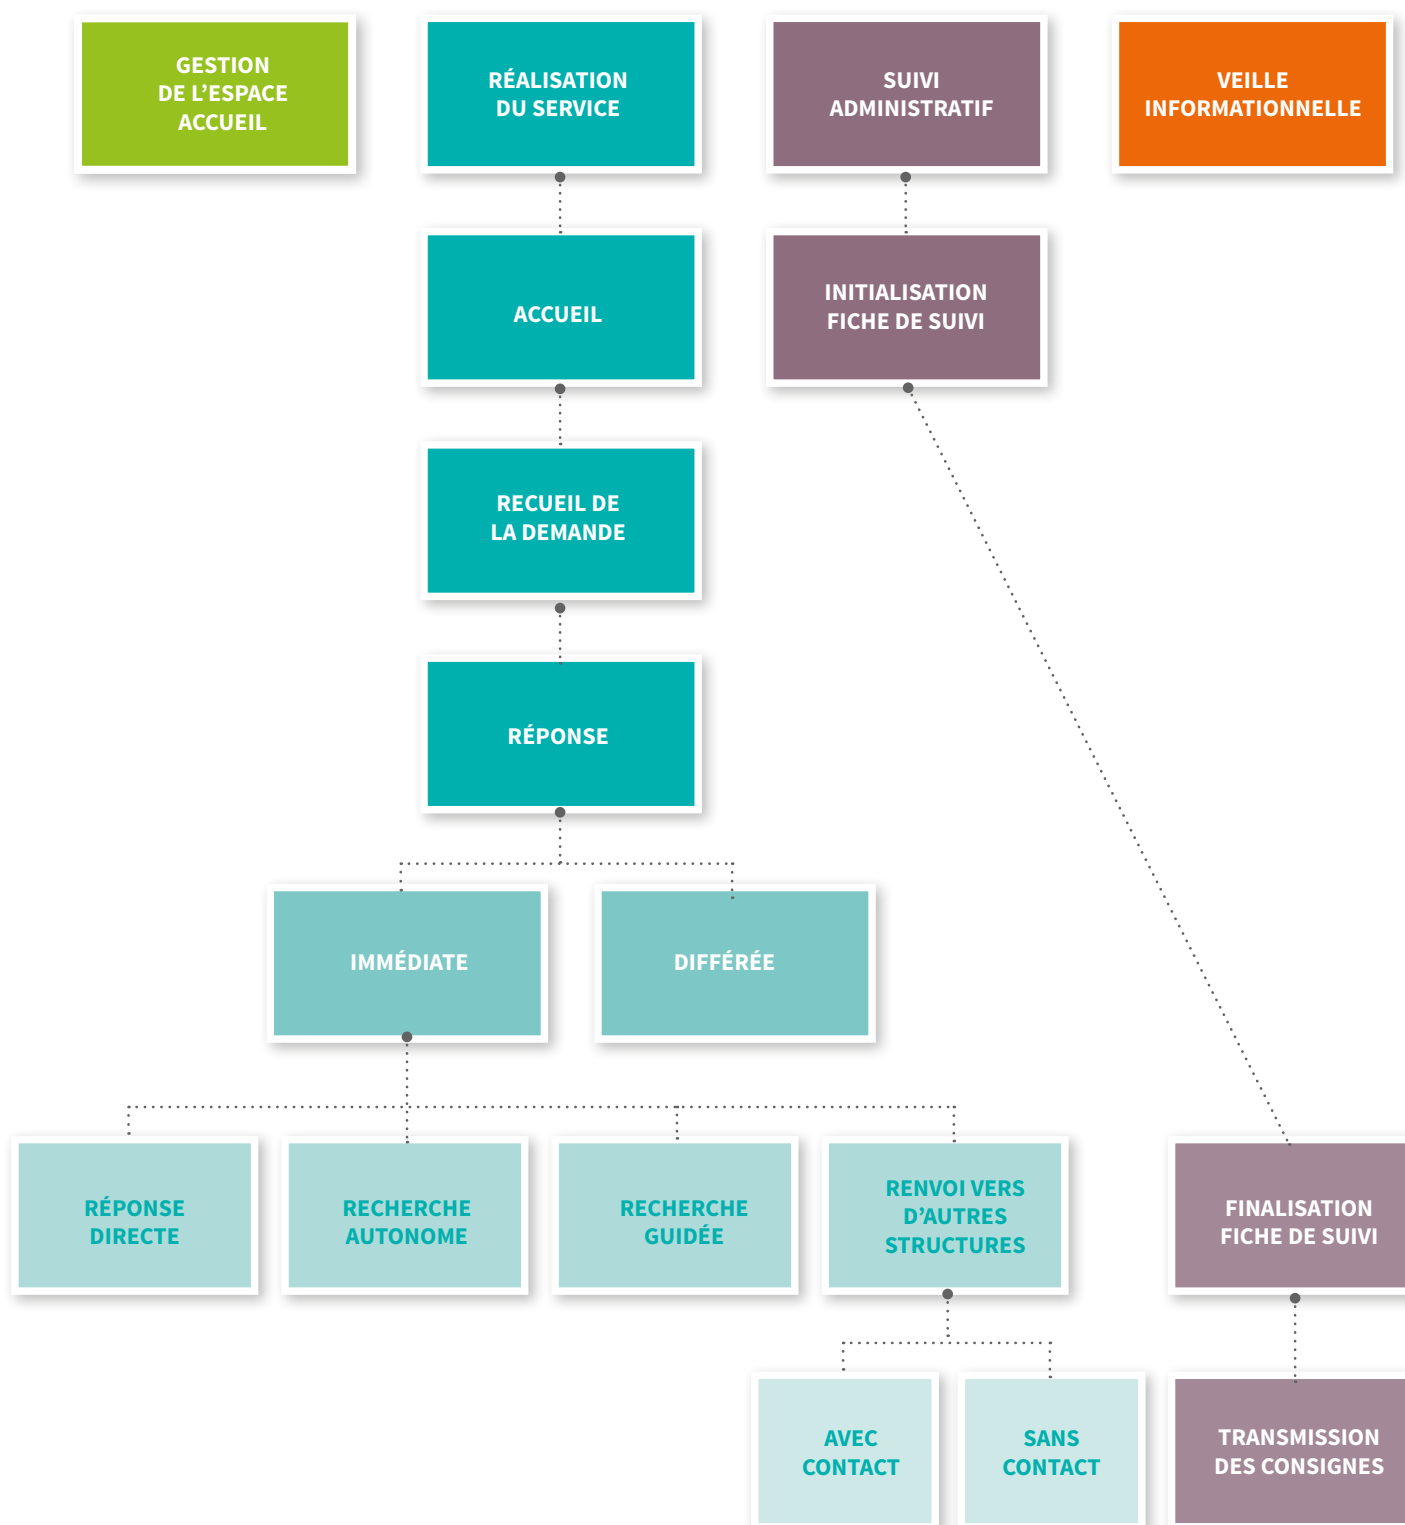 GESTION
DE L’ESPACE
ACCUEIL
RÉALISATION
DU SERVICE
SUIVI
ADMINISTRATIF
VEILLE
INFORMATIONNELLE
ACCUEIL
INITIALISATION
FICHE DE SUIVI
RECUEIL DE
LA DEMANDE
RÉPONSE
IMMÉDIATE
DIFFÉRÉE
RÉPONSE
DIRECTE
RECHERCHE
AUTONOME
RECHERCHE
GUIDÉE
RENVOI VERS
D’AUTRES
STRUCTURES
FINALISATION
FICHE DE SUIVI
AVEC
CONTACT
SANS
CONTACT
TRANSMISSION
DES CONSIGNES